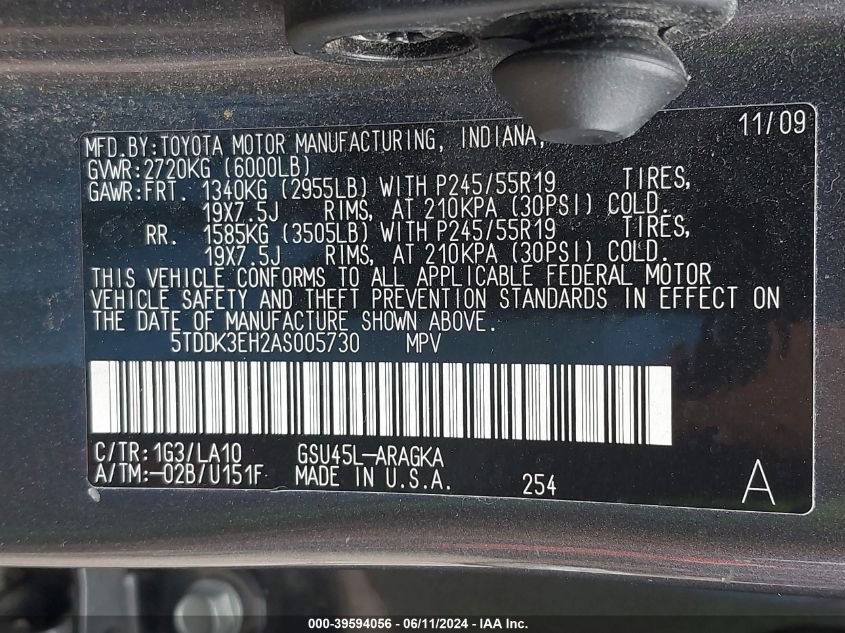 11/09
MFD.BY:TOYOTA MOTOR MANUFACTURING, INDIANA,
GVWR:2720KG (6000LB)
GAWR:FRT. 1340KG (2955LB) WITH P245/55R19 TIRES,
19X7.5J RIMS, AT 210KPA (30PSI) COLD.
RR. 1585KG (3505LB) WITH P245/55R19 TIRES,
19X7.5J RIMS, AT 210KPA (30PSI) COLD.
THIS VEHICLE CONFORMS TO ALL APPLICABLE FEDERAL MOTOR
VEHICLE SAFETY AND THEFT PREVENTION STANDARDS IN EFFECT ON
THE DATE OF MANUFACTURE SHOWN ABOVE.
5TDDK3EH2AS005730 MPV
C/TR:1G3/LA10 GSU45L-ARAGKA
A/TM:-02B/U151F MADE IN U.S.A. 254 A
000-39594056 - 06/11/2024 - IAA Inc.